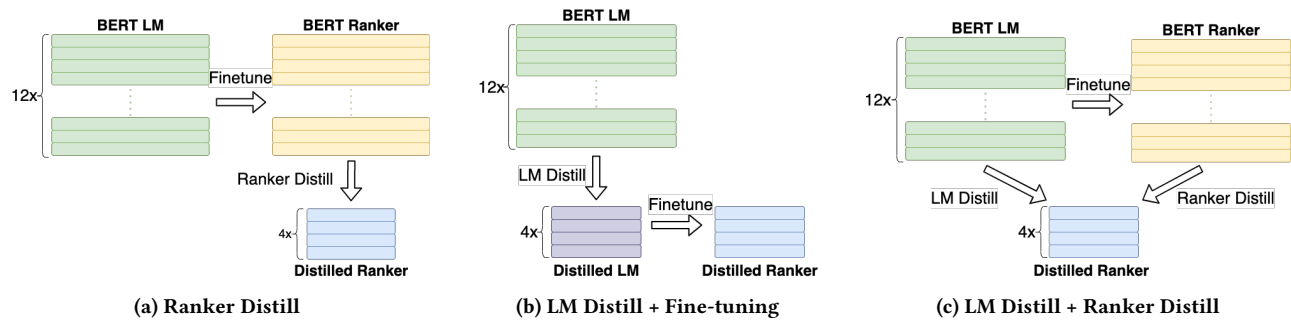 BERT LM
BERT Ranker
12x
Finetune
Ranker Distill
4x
Distilled Ranker
(a) Ranker Distill
BERT LM
12x
LM Distill
Finetune
4x
Distilled LM
Distilled Ranker
(b) LM Distill + Fine-tuning
BERT LM
BERT Ranker
12x
Finetune
LM Distill
Ranker Distill
4x
Distilled Ranker
(c) LM Distill + Ranker Distill